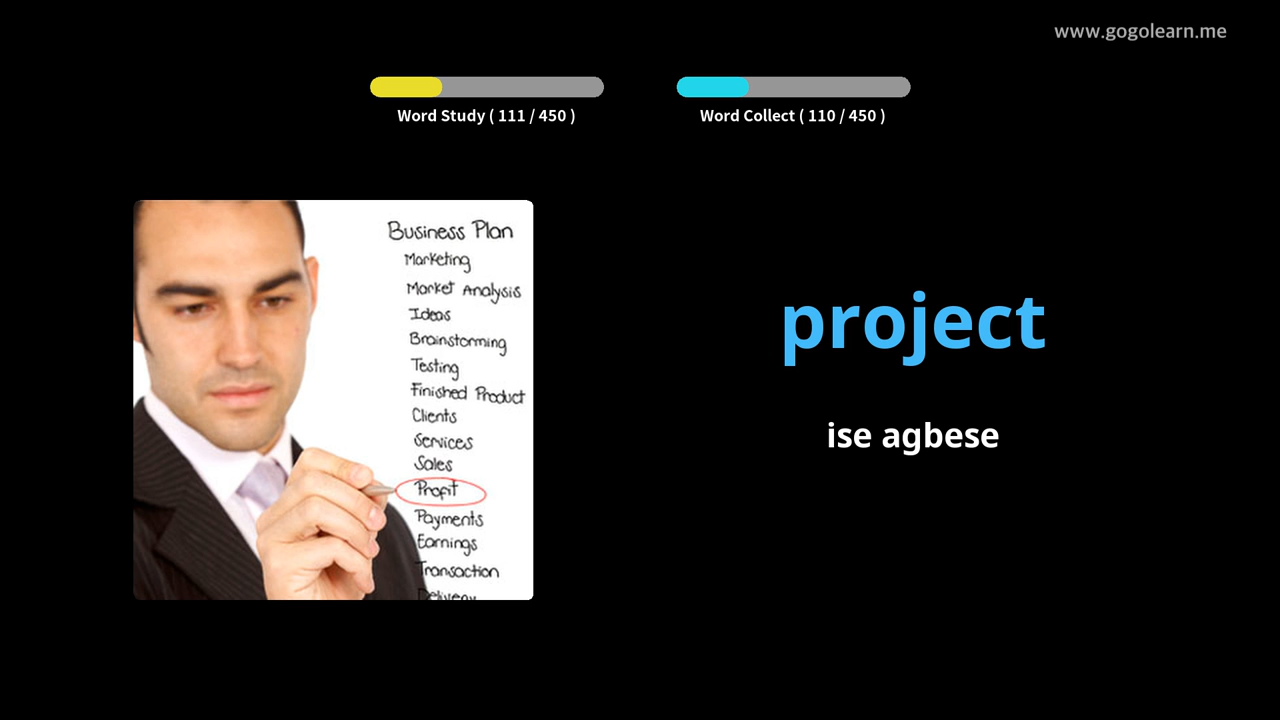 www.gogolearn.me
Word Study ( 111 / 450 )
Word Collect ( 110 / 450 )
Business Plan
Marketing
Market Analysis
Ideas
Brainstorming
Testing
Finished Product
Clients
Services
Sales
Profit
Payments
Earnings
Transaction
Delivery
project
ise agbese